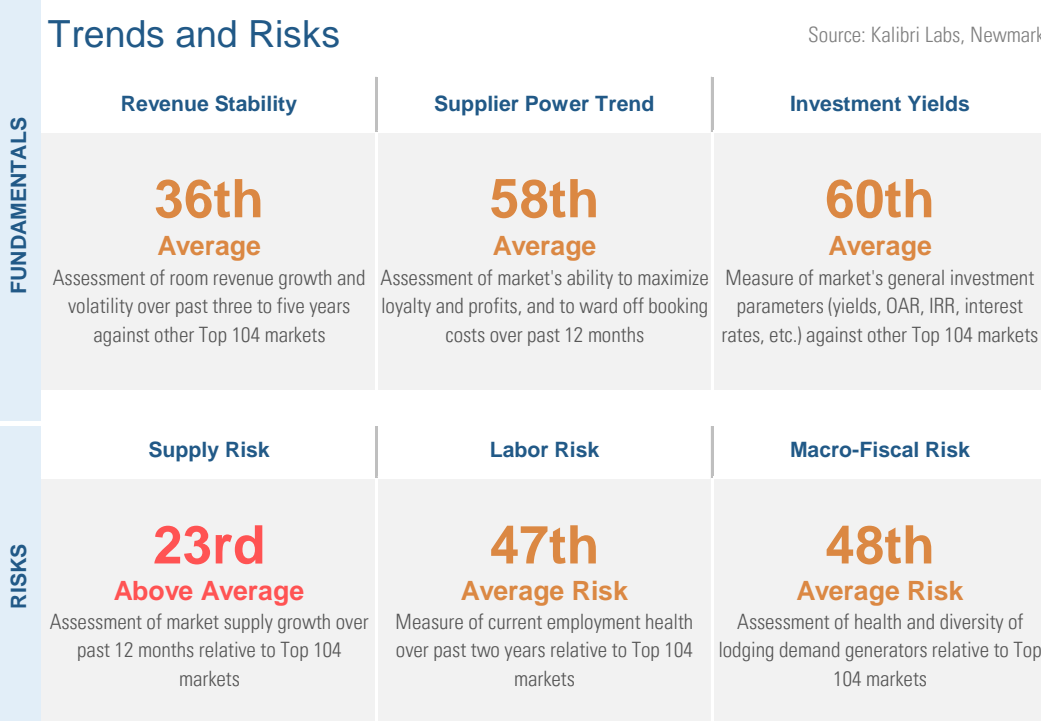 Trends and Risks
Source: Kalibri Labs, Newmark
FUNDAMENTALS
Revenue Stability
36th
Average
Assessment of room revenue growth and
volatility over past three to five years
against other Top 104 markets
Supplier Power Trend
58th
Average
Assessment of market's ability to maximize
loyalty and profits, and to ward off booking
costs over past 12 months
Investment Yields
60th
Average
Measure of market's general investment
parameters (yields, OAR, IRR, interest
rates, etc.) against other Top 104 markets
RISKS
Supply Risk
23rd
Above Average
Assessment of market supply growth over
past 12 months relative to Top 104
markets
Labor Risk
47th
Average Risk
Measure of current employment health
over past two years relative to Top 104
markets
Macro-Fiscal Risk
48th
Average Risk
Assessment of health and diversity of
lodging demand generators relative to Top
104 markets